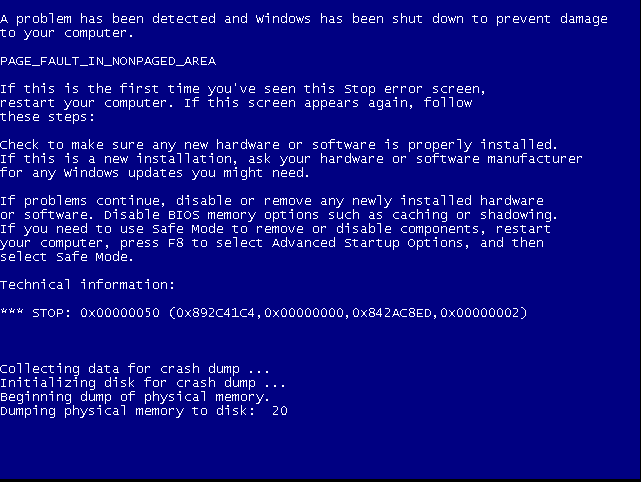 A problem has been detected and Windows has been shut down to prevent damage
to your computer.
PAGE_FAULT_IN_NONPAGED_AREA
If this is the first time you've seen this Stop error screen,
restart your computer. If this screen appears again, follow
these steps:
Check to make sure any new hardware or software is properly installed.
If this is a new installation, ask your hardware or software manufacturer
for any Windows updates you might need.
If problems continue, disable or remove any newly installed hardware
or software. Disable BIOS memory options such as caching or shadowing.
If you need to use Safe Mode to remove or disable components, restart
your computer, press F8 to select Advanced Startup Options, and then
select Safe Mode.
Technical information:
*** STOP: 0x00000050 (0x892C41C4,0x00000000,0x842AC8ED,0x00000002)
Collecting data for crash dump ...
Initializing disk for crash dump ...
Beginning dump of physical memory.
Dumping physical memory to disk:  20